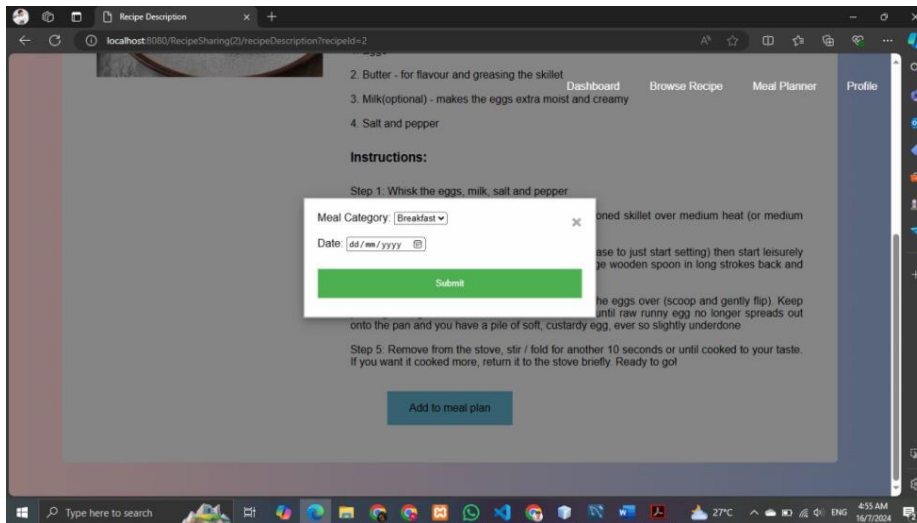 Recipe Description
localhost:8080/RecipeSharing(2)/recipeDescription?recipeId=2
2. Butter - for flavour and greasing the skillet
Dashboard Browse Recipe Meal Planner Profile
3. Milk(optional) - makes the eggs extra moist and creamy
4. Salt and pepper
Instructions:
Step 1: Whisk the eggs, milk, salt and pepper
Meal Category: Breakfast
oned skillet over medium heat (or medium
Date: dd/mm/yyyy
ase to just start setting) then start leisurely
ge wooden spoon in long strokes back and
Submit
he eggs over (scoop and gently flip). Keep
until raw runny egg no longer spreads out
onto the pan and you have a pile of soft, custardy egg, ever so slightly underdone
Step 5: Remove from the stove, stir / fold for another 10 seconds or until cooked to your taste.
If you want it cooked more, return it to the stove briefly. Ready to go!
Add to meal plan
Type here to search
27°C
ENG
4:55 AM
16/7/2024